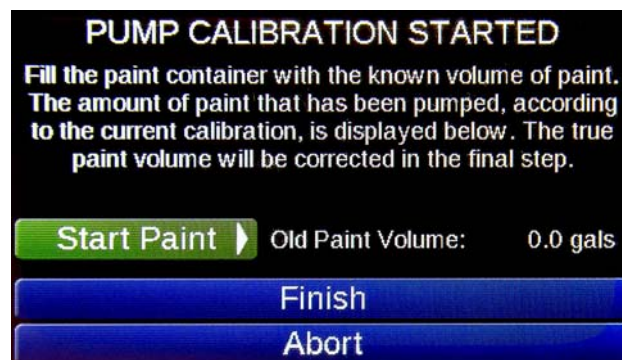 PUMP CALIBRATION STARTED
Fill the paint container with the known volume of paint.
The amount of paint that has been pumped, according
to the current calibration, is displayed below. The true
paint volume will be corrected in the final step.
Start Paint Old Paint Volume: 0.0 gals
Finish
Abort